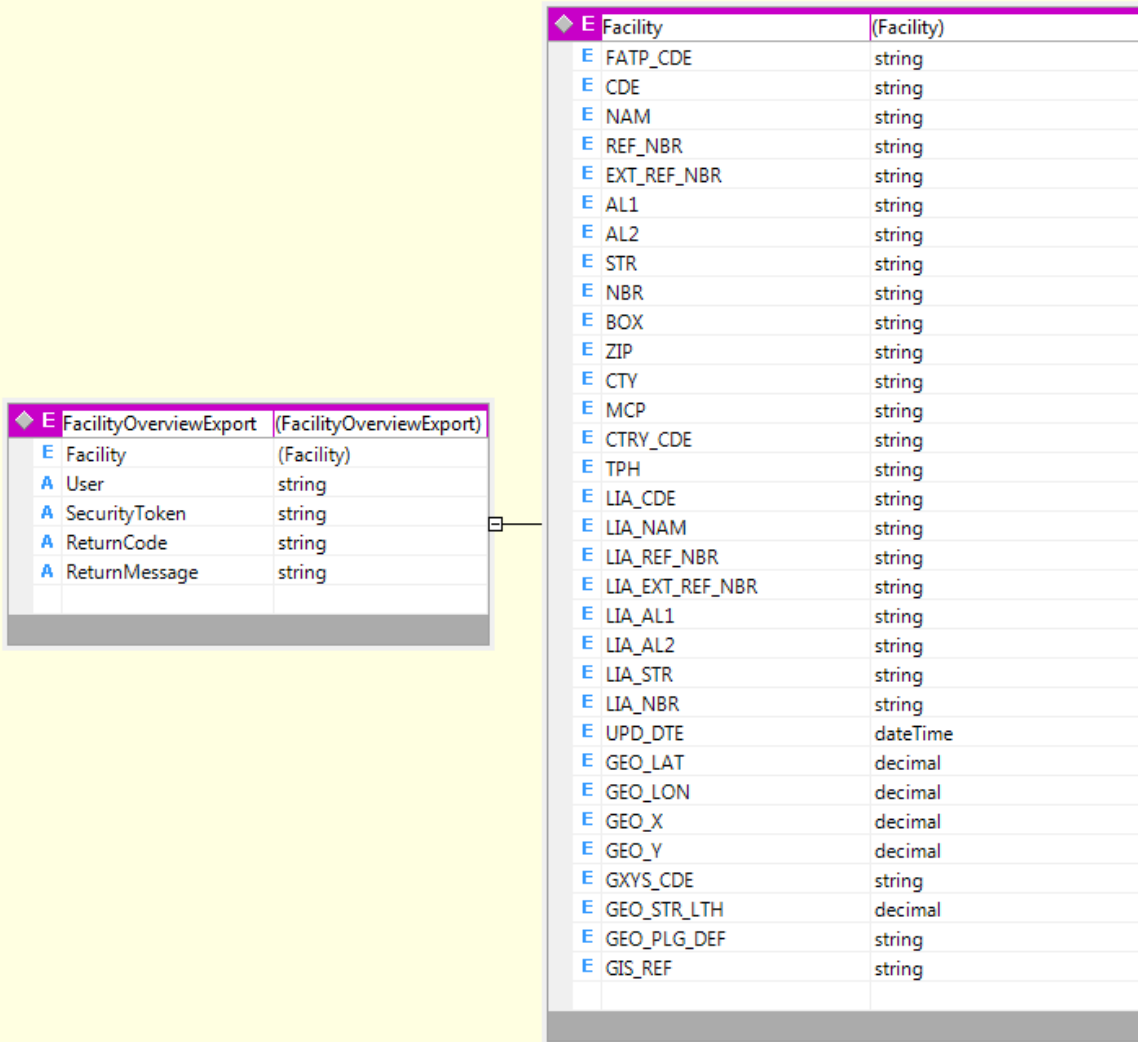 E FacilityOverviewExport (FacilityOverviewExport)
E Facility (Facility)
A User string
A SecurityToken string
A ReturnCode string
A ReturnMessage string
E Facility (Facility)
E FATP_CDE string
E CDE string
E NAM string
E REF_NBR string
E EXT_REF_NBR string
E AL1 string
E AL2 string
E STR string
E NBR string
E BOX string
E ZIP string
E CTY string
E MCP string
E CTRY_CDE string
E TPH string
E LIA_CDE string
E LIA_NAM string
E LIA_REF_NBR string
E LIA_EXT_REF_NBR string
E LIA_AL1 string
E LIA_AL2 string
E LIA_STR string
E LIA_NBR string
E UPD_DTE dateTime
E GEO_LAT decimal
E GEO_LON decimal
E GEO_X decimal
E GEO_Y decimal
E GXYS_CDE string
E GEO_STR_LTH decimal
E GEO_PLG_DEF string
E GIS_REF string